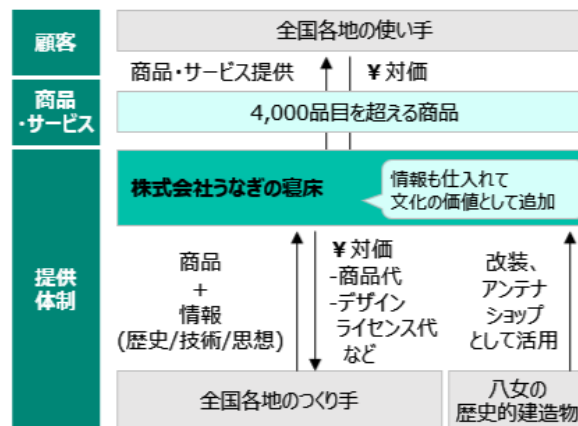 顧客
全国各地の使い手
商品・サービス提供
¥ 対価
商品
・サービス
4,000品目を超える商品
提供
体制
株式会社うなぎの寝床
情報も仕入れて
文化の価値として追加
商品
+
情報
(歴史/技術/思想)
¥ 対価
-商品代
-デザイン
ライセンス代
など
改装、
アンテナ
ショップ
として活用
全国各地のつくり手
八女の
歴史的建造物